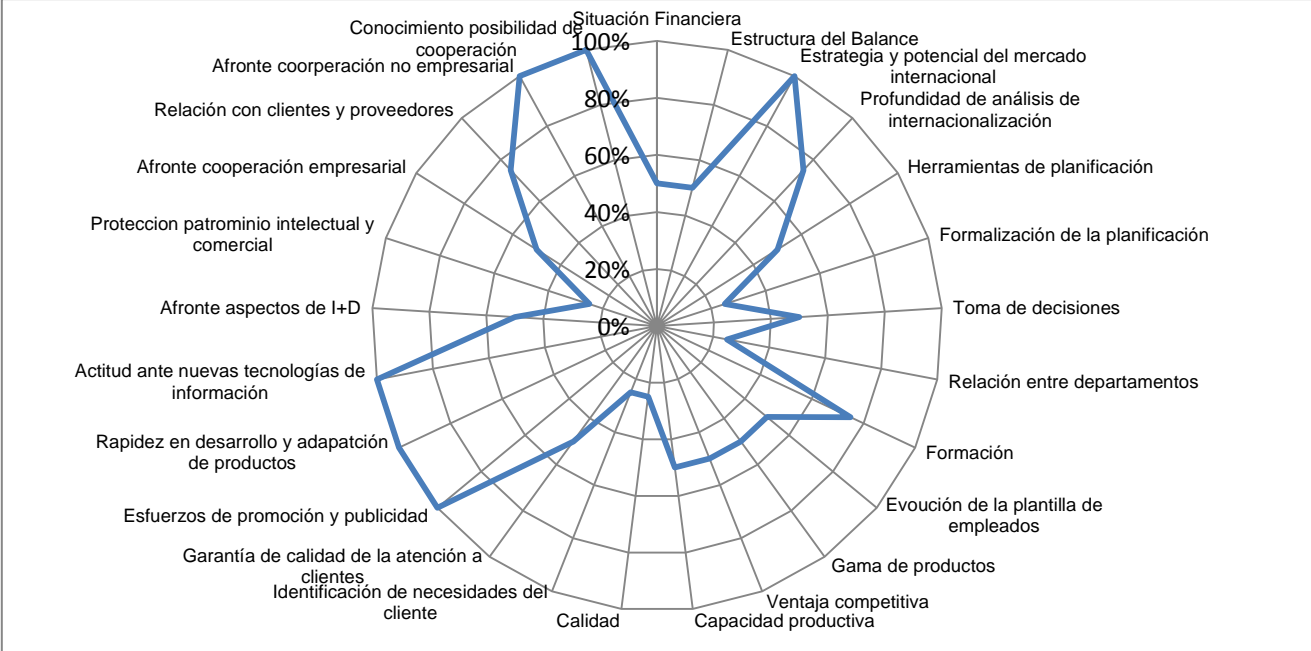 Situación Financiera
Estructura del Balance
Estrategia y potencial del mercado
internacional
Profundidad de análisis de
internacionalización
Herramientas de planificación
Formalización de la planificación
Toma de decisiones
Relación entre departamentos
Formación
Evoución de la plantilla de
empleados
Gama de productos
Ventaja competitiva
Capacidad productiva
Calidad
Identificación de necesidades del
cliente
Garantía de calidad de la atención a
clientes
Esfuerzos de promoción y publicidad
Rapidez en desarrollo y adapatción
de productos
Actitud ante nuevas tecnologías de
información
Afronte aspectos de I+D
Proteccion patrominio intelectual y
comercial
Afronte cooperación empresarial
Relación con clientes y proveedores
Afronte coorperación no empresarial
Conocimiento posibilidad de
cooperación
100%
80%
60%
40%
20%
0%